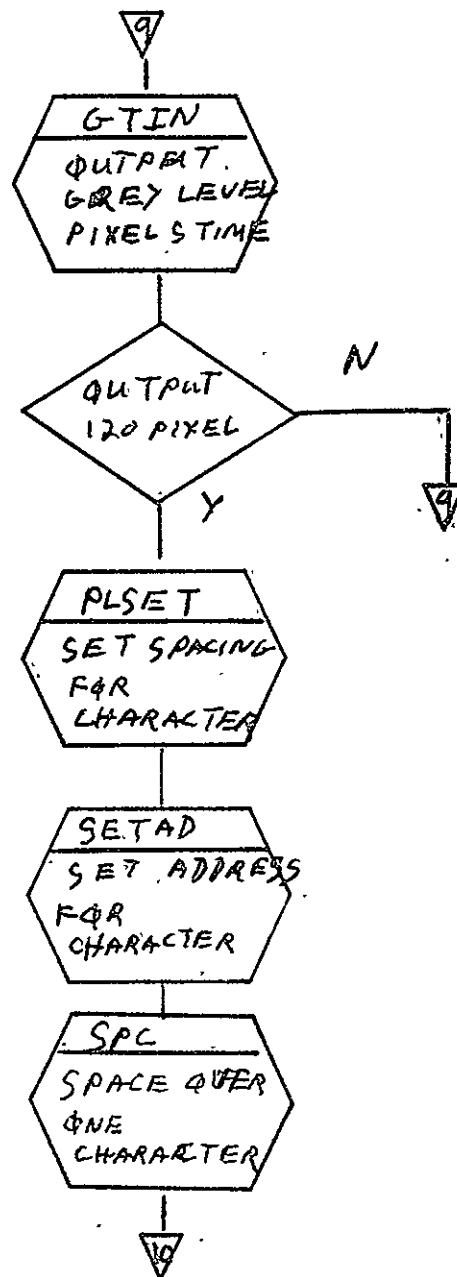 9
GTIN
OUTPUT.
GREY LEVEL
PIXELS TIME
OUTPUT
120 PIXEL
N
9
Y
PLSET
SET SPACING
FOR
CHARACTER
SETAD
SET ADDRESS
FOR
CHARACTER
SPC
SPACE OVER
ONE
CHARACTER
10